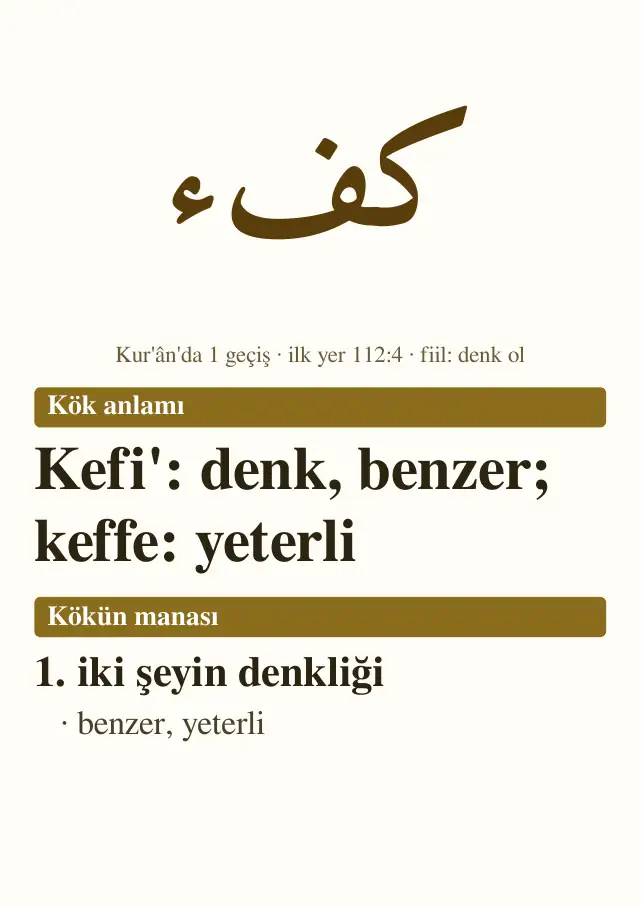 كفء
Kur'ân'da 1 geçiş · ilk yer 112:4 · fiil: denk ol
Kök anlamı
Kefi': denk, benzer;
keffe: yeterli
Kökün manası
1. iki şeyin denkliği
· benzer, yeterli